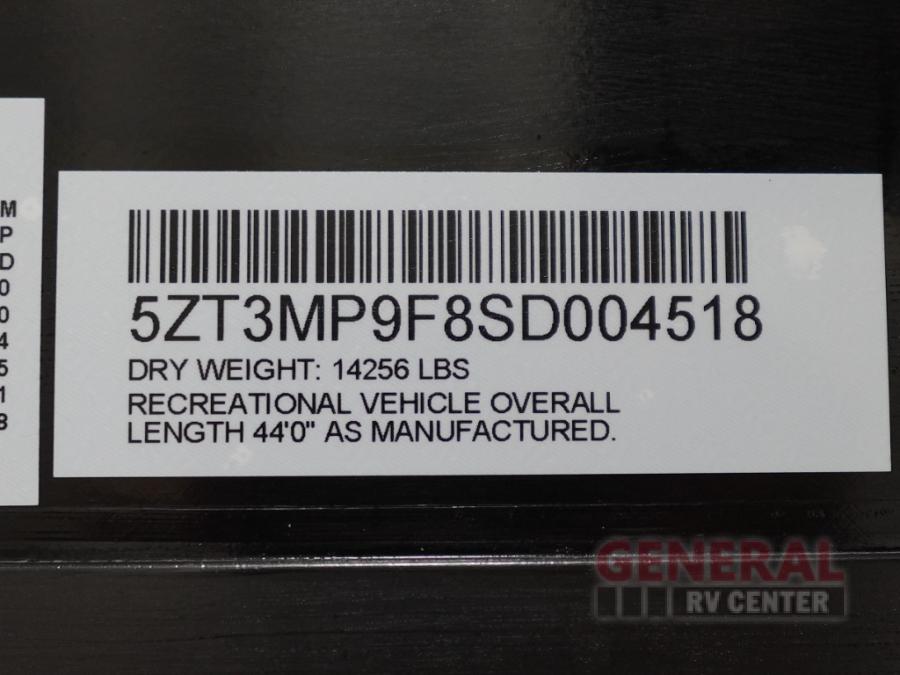 M
P
D
0
0
4
5
1
8
5ZT3MP9F8SD004518
DRY WEIGHT: 14256 LBS
RECREATIONAL VEHICLE OVERALL
LENGTH 44'0" AS MANUFACTURED.
GENERAL
RV CENTER